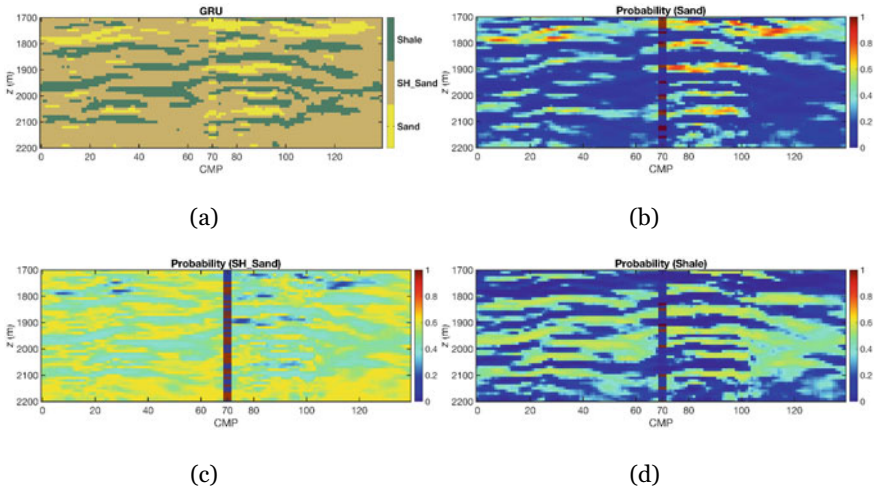 GRU
1700
1800
1900
2000
2100
2200
z (m)
0 20 40 60 70 80 100 120
CMP
Shale
SH_Sand
Sand
(a)
Probability (Sand)
1700
1800
1900
2000
2100
2200
z (m)
0 20 40 60 70 80 100 120
CMP
1
0.8
0.6
0.4
0.2
0
(b)
Probability (SH_Sand)
1700
1800
1900
2000
2100
2200
z (m)
0 20 40 60 70 80 100 120
CMP
1
0.8
0.6
0.4
0.2
0
(c)
Probability (Shale)
1700
1800
1900
2000
2100
2200
z (m)
0 20 40 60 70 80 100 120
CMP
1
0.8
0.6
0.4
0.2
0
(d)